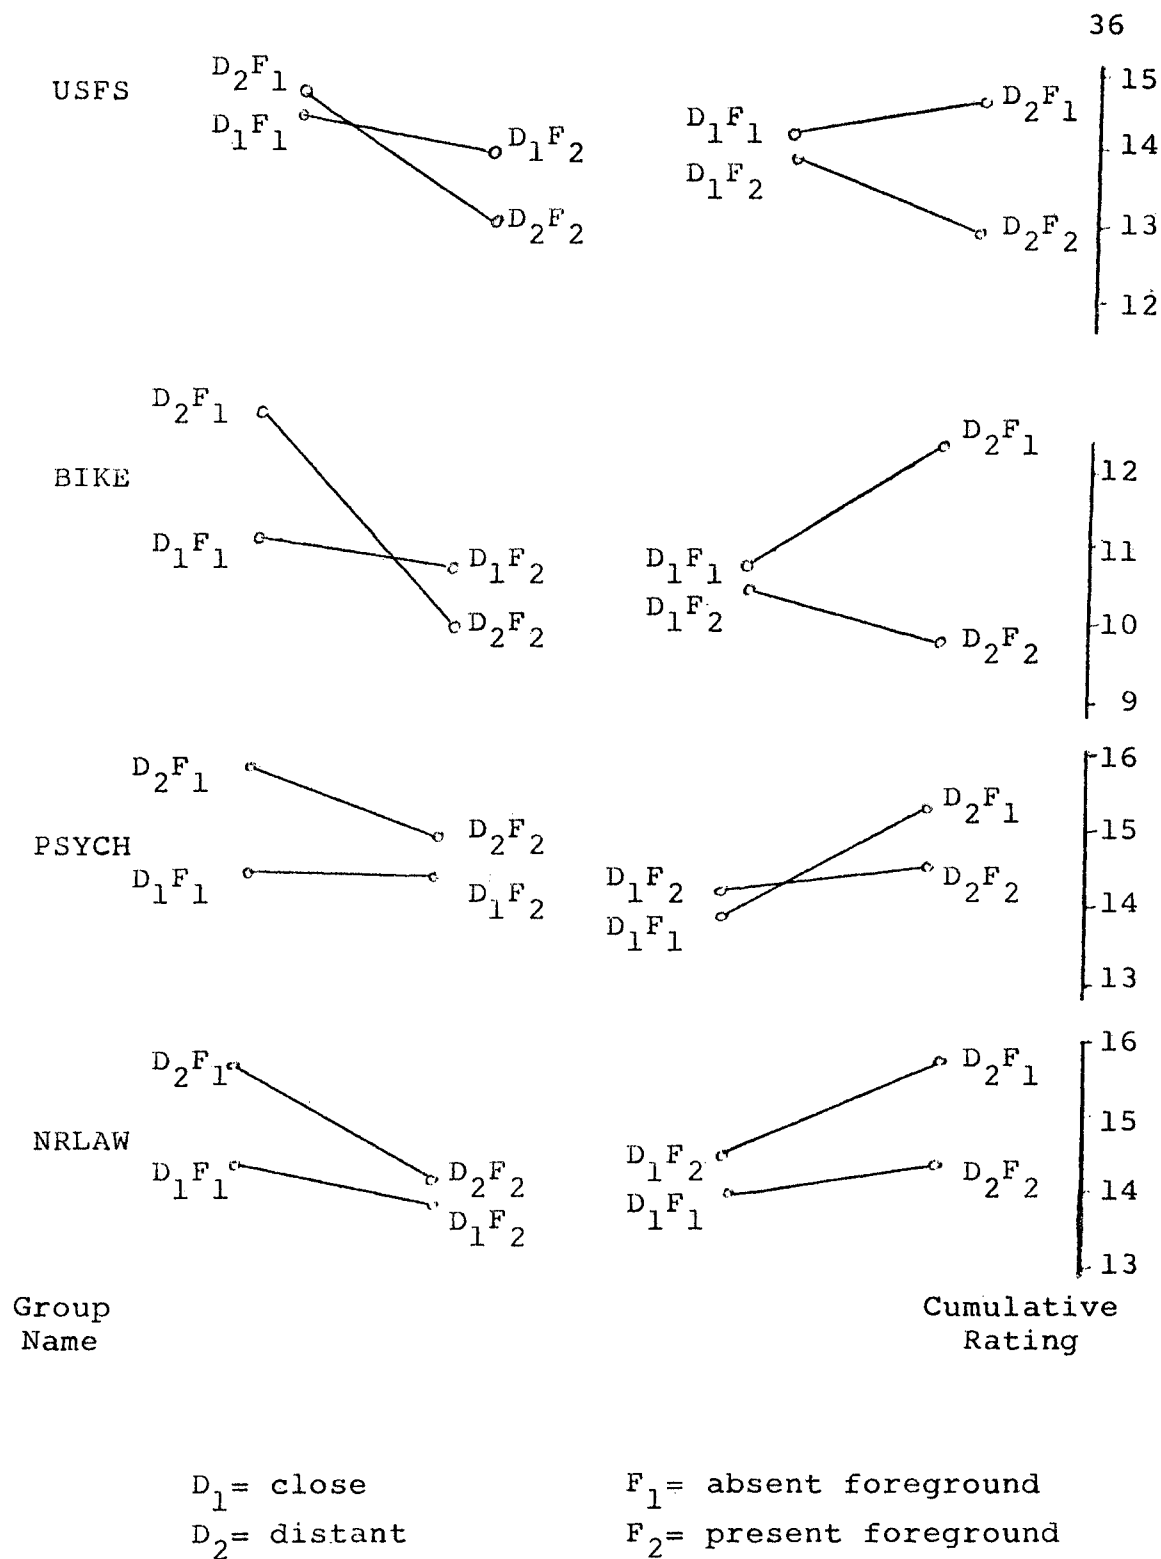 36
USFS
D2F1
D1F1
D1F2
D2F2
D1F1
D1F2
D2F1
D2F2
15
14
13
12
BIKE
D2F1
D1F1
D1F2
D2F2
D1F1
D1F2
D2F1
D2F2
12
11
10
9
PSYCH
D2F1
D1F1
D2F2
D1F2
D1F2
D1F1
D2F1
D2F2
16
15
14
13
NRLAW
D2F1
D1F1
D2F2
D1F2
D1F2
D1F1
D2F1
D2F2
16
15
14
13
Group
Name
Cumulative
Rating
D1= close
D2= distant
F1= absent foreground
F2= present foreground